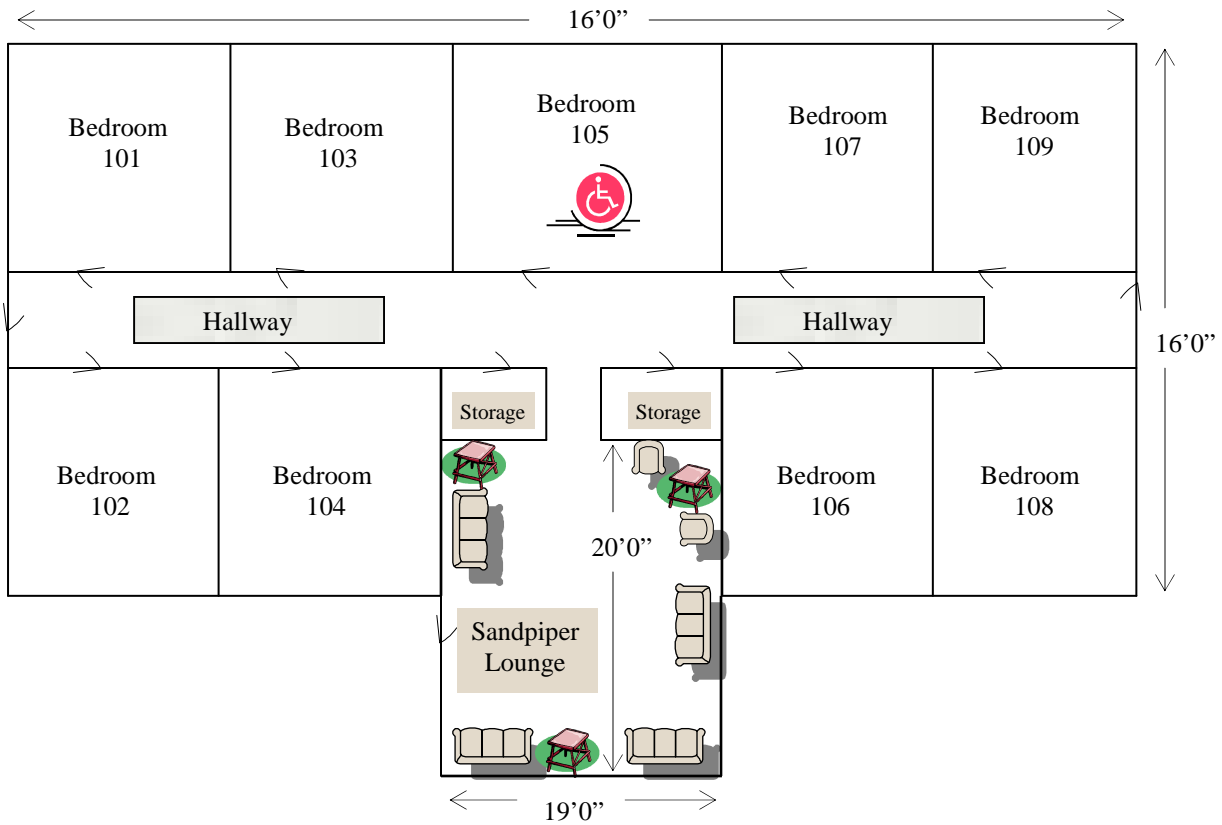 16’0”
Bedroom
101
Bedroom
103
Bedroom
105
Bedroom
107
Bedroom
109
Hallway
Hallway
16’0”
Storage
Storage
Bedroom
102
Bedroom
104
Bedroom
106
Bedroom
108
20’0”
Sandpiper
Lounge
19’0”